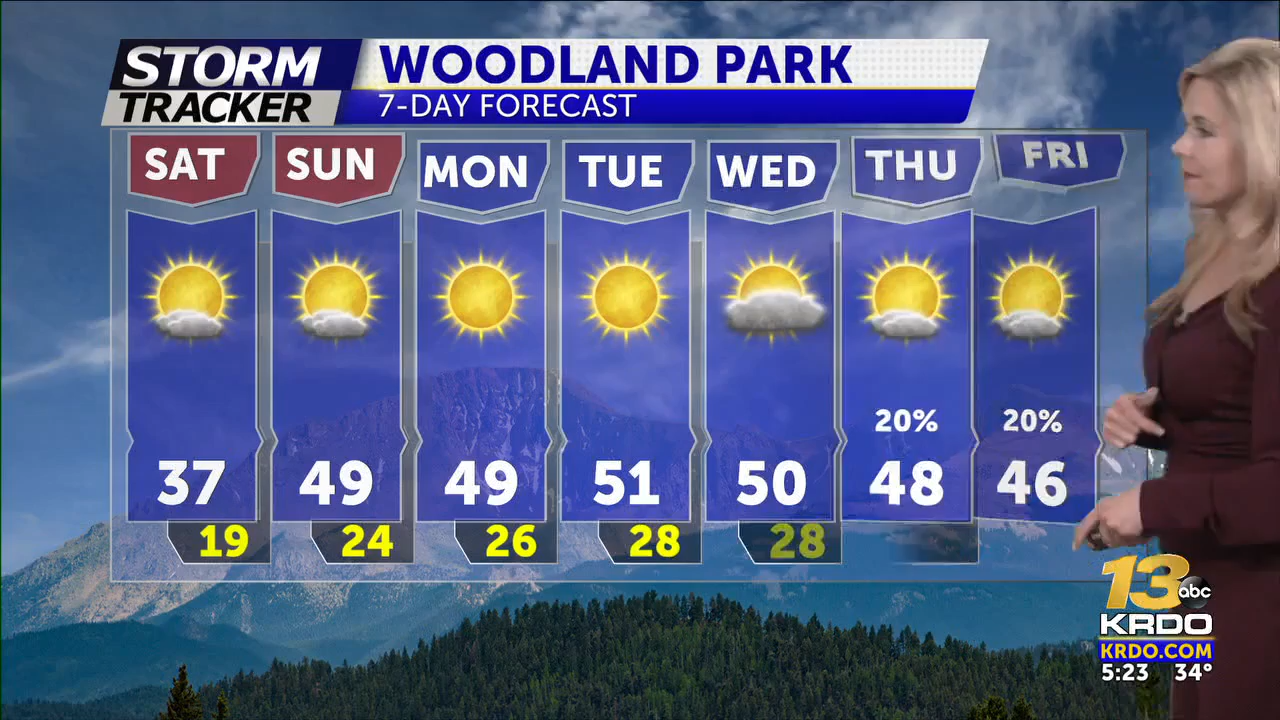 STORM
TRACKER
WOODLAND PARK
7-DAY FORECAST
SAT SUN MON TUE WED THU FRI
20% 20%
37 49 49 51 50 48 46
19 24 26 28 28
13 abc
KRDO
KRDO.COM
5:23 34°